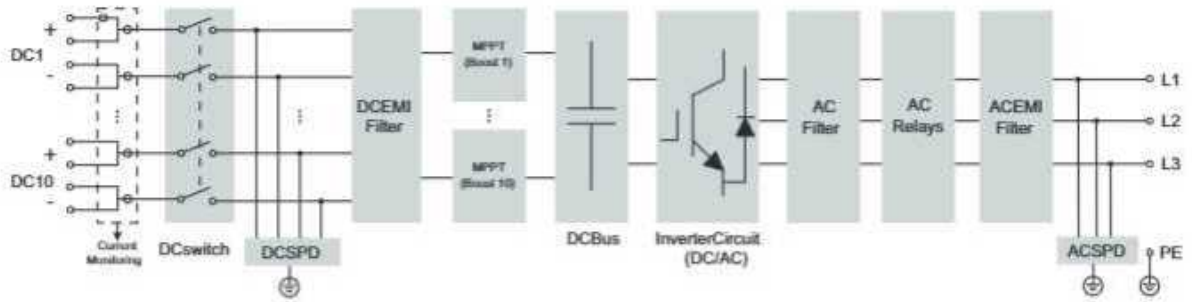 +
DC1
-
+
DC10
-
Current
Monitoring
DCswitch
DCSPD
DCEMI
Filter
MPPT
(Boost 1)
MPPT
(Boost 10)
DCBus
InverterCircuit
(DC/AC)
AC
Filter
AC
Relays
ACEMI
Filter
ACSPD
L1
L2
L3
PE